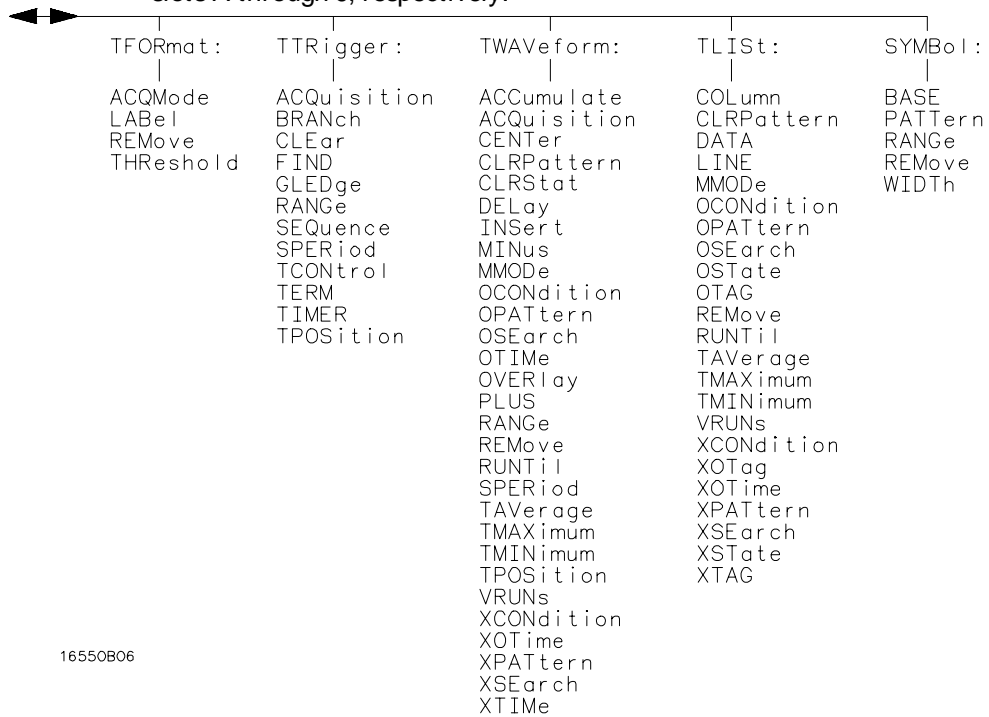 through respectively.
TFORmat:
ACQMode
LABel
REMove
THReshold
TTRigger:
ACQuisition
BRANch
CLEar
FIND
GLEDge
RANGe
SEQuence
SPERiod
TCONtrol
TERM
TIMER
TPOSition
TWAVeform:
ACCumulate
ACQuisition
CENTer
CLRPattern
CLRStat
DELay
INSert
MINus
MMODe
OCONdition
OPATtern
OSEarch
OTIMe
OVERlay
PLUS
RANGe
REMove
RUNTil
SPERiod
TAVerage
TMAXimum
TMINimum
TPOSition
VRUNs
XCONdition
XOTime
XPATtern
XSEarch
XTIMe
TLISt:
COLumn
CLRPattern
DATA
LINE
MMODe
OCONdition
OPATtern
OSEarch
OSTate
OTAG
REMove
RUNTil
TAVerage
TMAXimum
TMINimum
VRUNs
XCONdition
XOTag
XOTime
XPATtern
XSEarch
XSTate
XTAG
SYMBol:
BASE
PATTern
RANGe
REMove
WIDTh
16550B06